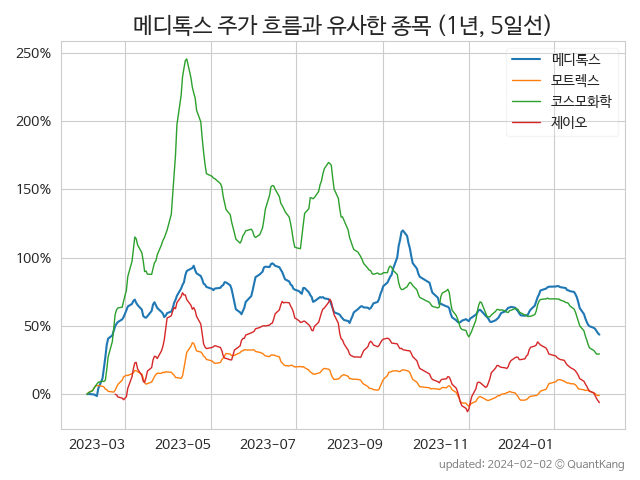 메디톡스 주가 흐름과 유사한 종목 (1년, 5일선)
250%
200%
150%
100%
50%
0%
메디톡스
모트렉스
코스모화학
제이오
2023-03 2023-05 2023-07 2023-09 2023-11 2024-01
updated: 2024-02-02 © QuantKang